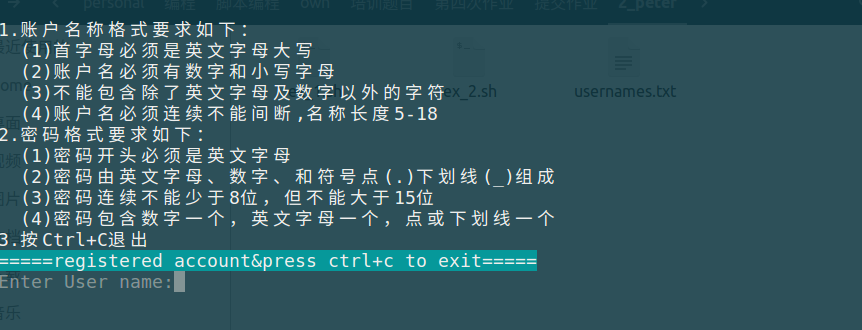 personal 编程 脚本编程 own 培训题目 第四次作业 提交作业 2_peter
1.账户名称格式要求如下：
(1)首字母必须是英文字母大写
(2)账户名必须有数字和小写字母
(3)不能包含除了英文字母及数字以外的字符
(4)账户名必须连续不能间断,名称长度5-18
2.密码格式要求如下：
(1)密码开头必须是英文字母
(2)密码由英文字母、数字、和符号点(.)下划线(_)组成
(3)密码连续不能少于8位，但不能大于15位
(4)密码包含数字一个，英文字母一个，点或下划线一个
3.按Ctrl+C退出
=====registered account&press ctrl+c to exit=====
Enter User name:
ex_2.sh
usernames.txt